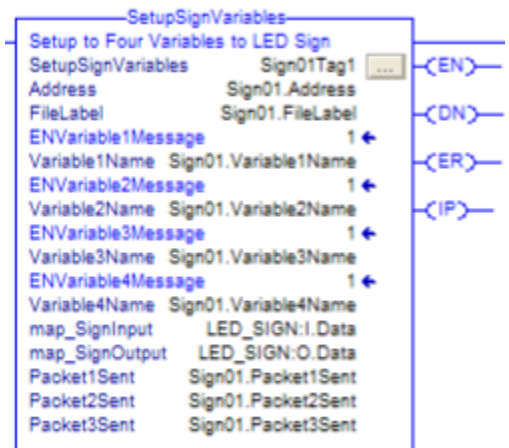 SetupSignVariables
Setup to Four Variables to LED Sign
SetupSignVariables Sign01Tag1 ... EN
Address Sign01.Address
FileLabel Sign01.FileLabel DN
ENVariable1Message 1
Variable1Name Sign01.Variable1Name ER
ENVariable2Message 1
Variable2Name Sign01.Variable2Name IP
ENVariable3Message 1
Variable3Name Sign01.Variable3Name
ENVariable4Message 1
Variable4Name Sign01.Variable4Name
map_SignInput LED_SIGN:I.Data
map_SignOutput LED_SIGN:O.Data
Packet1Sent Sign01.Packet1Sent
Packet2Sent Sign01.Packet2Sent
Packet3Sent Sign01.Packet3Sent